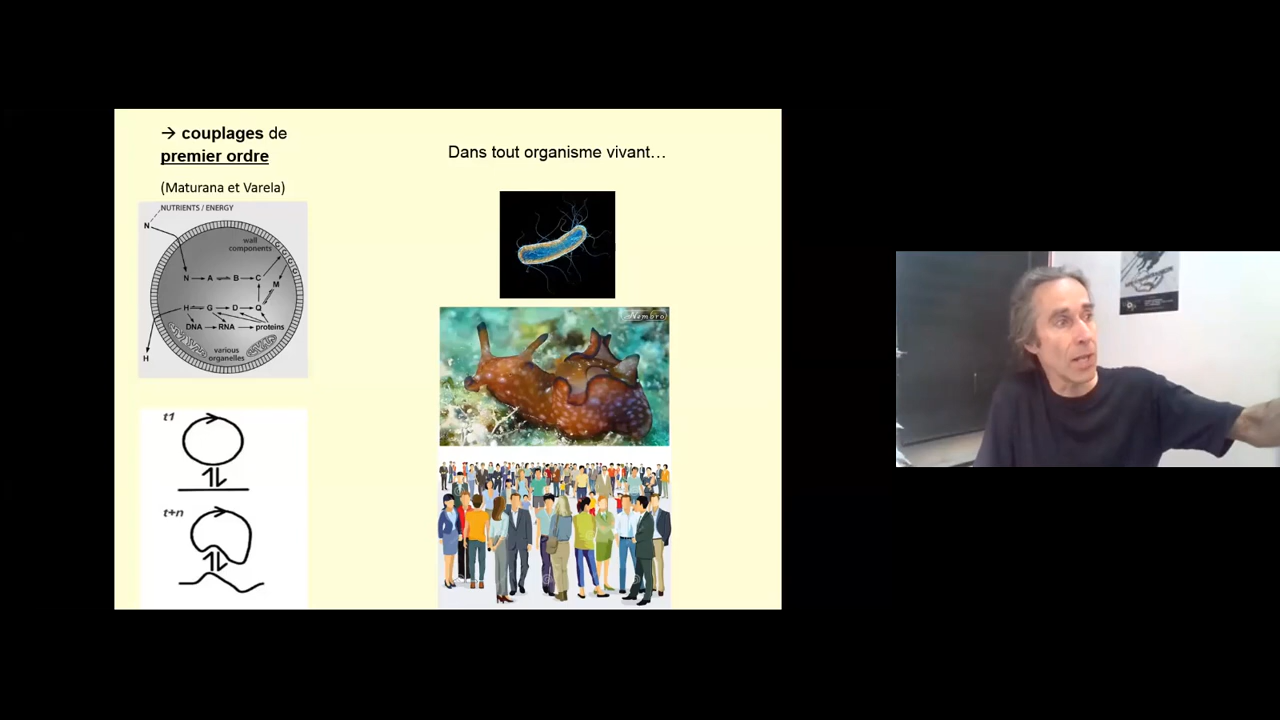 → couplages de
premier ordre
(Maturana et Varela)
NUTRIENTS / ENERGY
N
wall
components
N A B C
M
H G D Q
DNA RNA proteins
H
various
organelles
t1
t+n
Dans tout organisme vivant…
Nembro